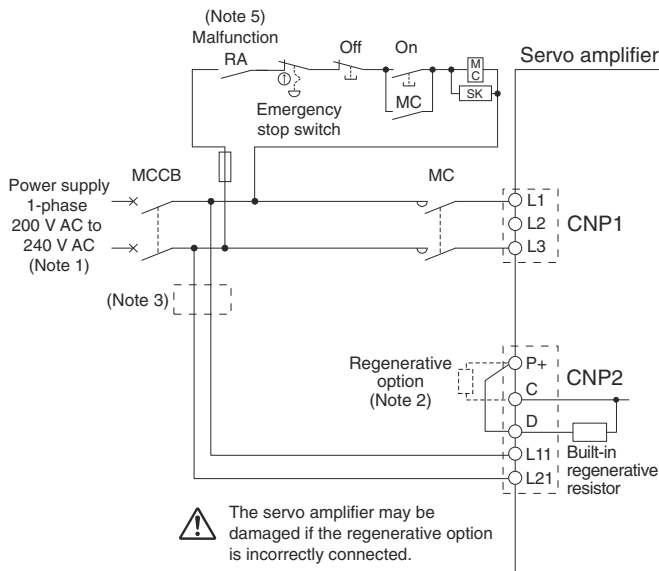 (Note 5)
Malfunction
RA
Off
On
M
C
SK
MC
Emergency
stop switch
Servo amplifier
MCCB
MC
Power supply
1-phase
200 V AC to
240 V AC
(Note 1)
L1
L2
L3
CNP1
(Note 3)
Regenerative
option
(Note 2)
P+
C
D
L11
L21
CNP2
Built-in
regenerative
resistor
The servo amplifier may be
damaged if the regenerative option
is incorrectly connected.